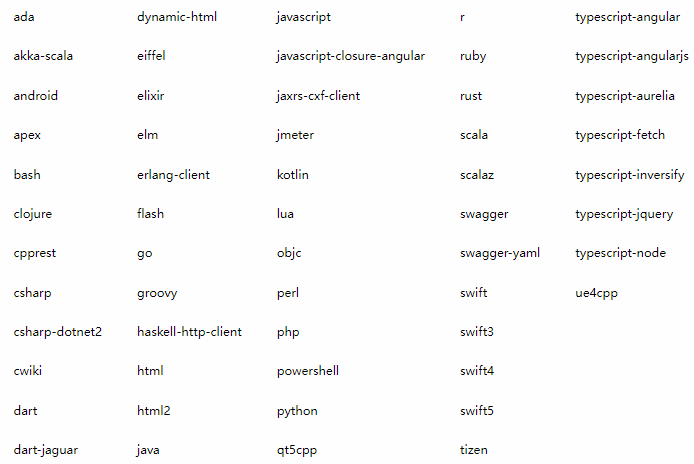 ada dynamic-html javascript r typescript-angular
akka-scala eiffel javascript-closure-angular ruby typescript-angularjs
android elixir jaxrs-cxf-client rust typescript-aurelia
apex elm jmeter scala typescript-fetch
bash erlang-client kotlin scalaz typescript-inversify
clojure flash lua swagger typescript-jquery
cpprest go objc swagger-yaml typescript-node
csharp groovy perl swift ue4cpp
csharp-dotnet2 haskell-http-client php swift3
cwiki html powershell swift4
dart html2 python swift5
dart-jaguar java qt5cpp tizen